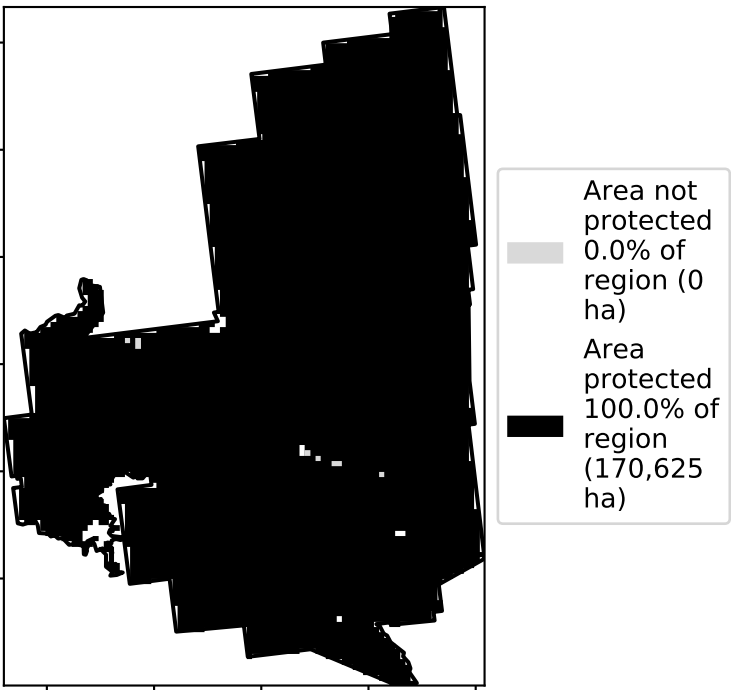 Area not
protected
0.0% of
region (0
ha)
Area
protected
100.0% of
region
(170,625
ha)